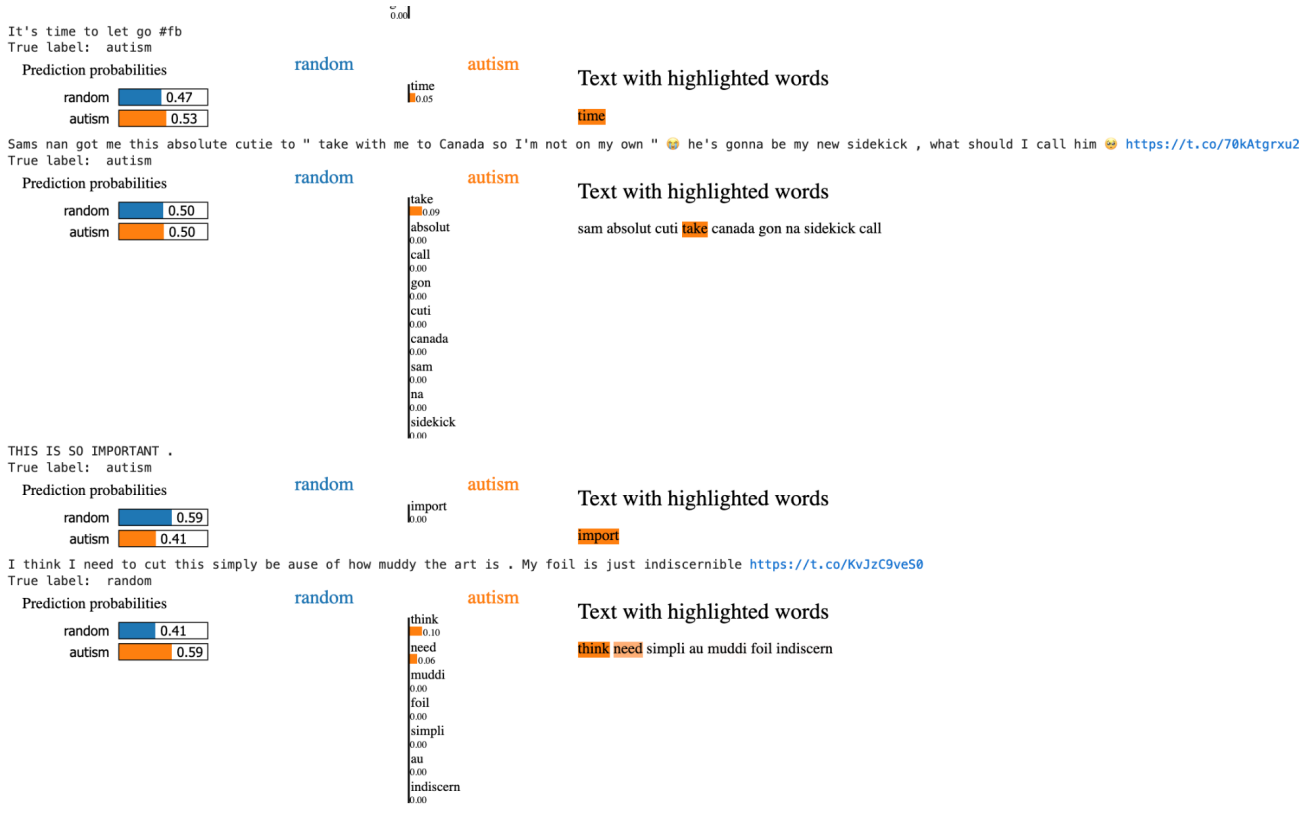 0.00
It's time to let go #fb
True label:  autism
Prediction probabilities
random 0.47
autism 0.53
random autism
time
0.05
Text with highlighted words
time
Sams nan got me this absolute cutie to " take with me to Canada so I'm not on my own " 😭 he's gonna be my new sidekick , what should I call him 🥺 https://t.co/70kAtgrxu2
True label:  autism
Prediction probabilities
random 0.50
autism 0.50
random autism
take
0.09
absolut
0.00
call
0.00
gon
0.00
cuti
0.00
canada
0.00
sam
0.00
na
0.00
sidekick
0.00
Text with highlighted words
sam absolut cuti take canada gon na sidekick call
THIS IS SO IMPORTANT .
True label:  autism
Prediction probabilities
random 0.59
autism 0.41
random autism
import
0.00
Text with highlighted words
import
I think I need to cut this simply be ause of how muddy the art is . My foil is just indiscernible https://t.co/KvJzC9veS0
True label:  random
Prediction probabilities
random 0.41
autism 0.59
random autism
think
0.10
need
0.06
muddi
0.00
foil
0.00
simpli
0.00
au
0.00
indiscern
0.00
Text with highlighted words
think need simpli au muddi foil indiscern